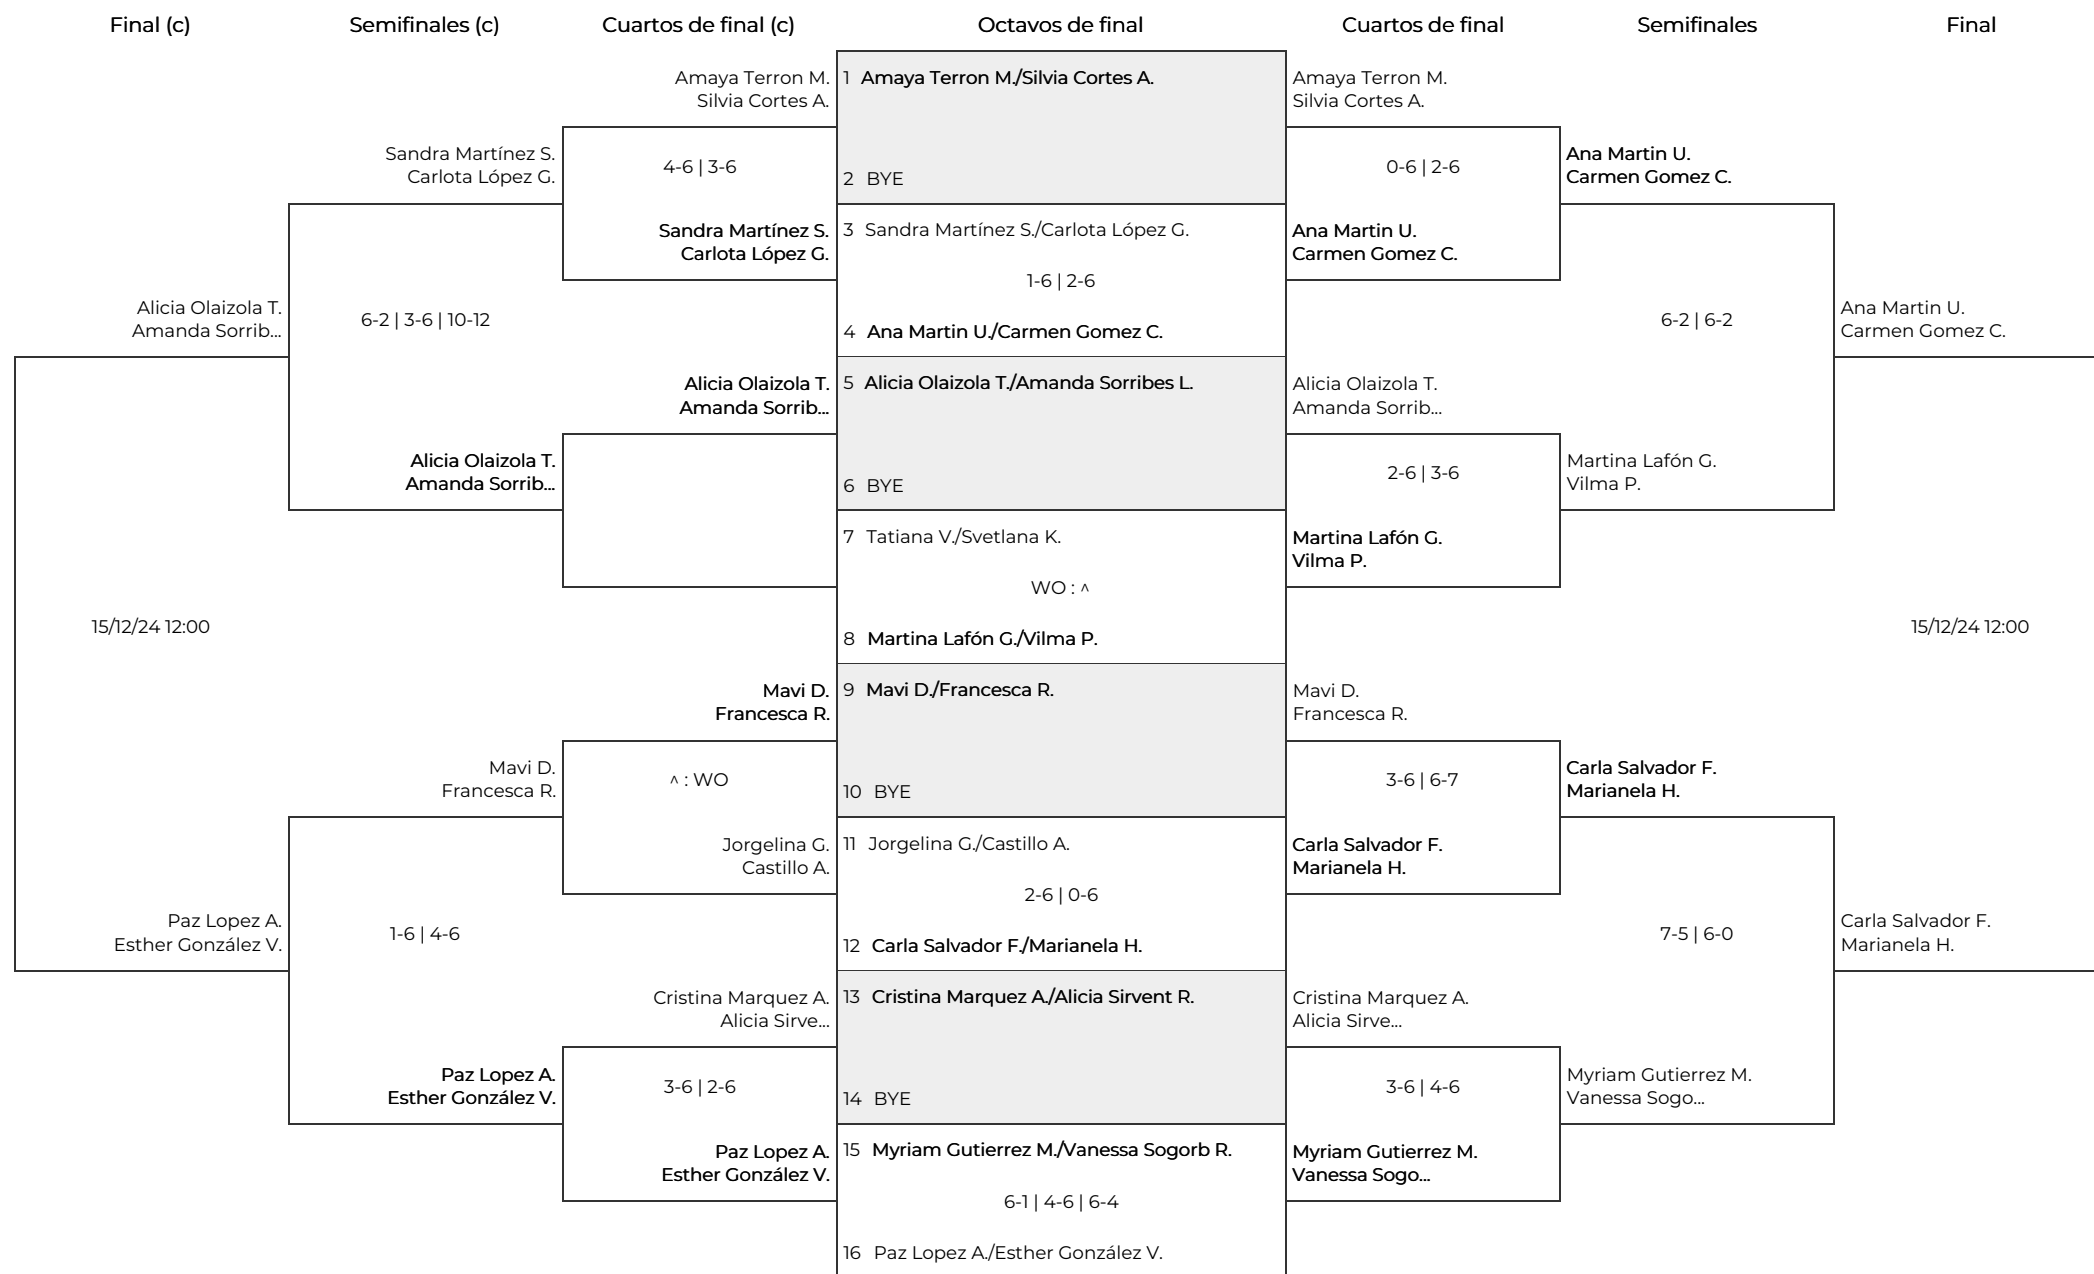 Final (c)
Semifinales (c)
Cuartos de final (c)
Octavos de final
Cuartos de final
Semifinales
Final
Alicia Olaizola T.
Amanda Sorrib...
15/12/24 12:00
Paz Lopez A.
Esther González V.
Sandra Martínez S.
Carlota López G.
6-2 | 3-6 | 10-12
Alicia Olaizola T.
Amanda Sorrib...
Mavi D.
Francesca R.
1-6 | 4-6
Paz Lopez A.
Esther González V.
Amaya Terron M.
Silvia Cortes A.
4-6 | 3-6
Sandra Martínez S.
Carlota López G.
Alicia Olaizola T.
Amanda Sorrib...
Mavi D.
Francesca R.
^ : WO
Jorgelina G.
Castillo A.
Cristina Marquez A.
Alicia Sirve...
3-6 | 2-6
Paz Lopez A.
Esther González V.
1 Amaya Terron M./Silvia Cortes A.
2 BYE
3 Sandra Martínez S./Carlota López G.
1-6 | 2-6
4 Ana Martin U./Carmen Gomez C.
5 Alicia Olaizola T./Amanda Sorribes L.
6 BYE
7 Tatiana V./Svetlana K.
WO : ^
8 Martina Lafón G./Vilma P.
9 Mavi D./Francesca R.
10 BYE
11 Jorgelina G./Castillo A.
2-6 | 0-6
12 Carla Salvador F./Marianela H.
13 Cristina Marquez A./Alicia Sirvent R.
14 BYE
15 Myriam Gutierrez M./Vanessa Sogorb R.
6-1 | 4-6 | 6-4
16 Paz Lopez A./Esther González V.
Amaya Terron M.
Silvia Cortes A.
0-6 | 2-6
Ana Martin U.
Carmen Gomez C.
Alicia Olaizola T.
Amanda Sorrib...
2-6 | 3-6
Martina Lafón G.
Vilma P.
Mavi D.
Francesca R.
3-6 | 6-7
Carla Salvador F.
Marianela H.
Cristina Marquez A.
Alicia Sirve...
3-6 | 4-6
Myriam Gutierrez M.
Vanessa Sogo...
Ana Martin U.
Carmen Gomez C.
6-2 | 6-2
Martina Lafón G.
Vilma P.
Carla Salvador F.
Marianela H.
7-5 | 6-0
Myriam Gutierrez M.
Vanessa Sogo...
Ana Martin U.
Carmen Gomez C.
15/12/24 12:00
Carla Salvador F.
Marianela H.